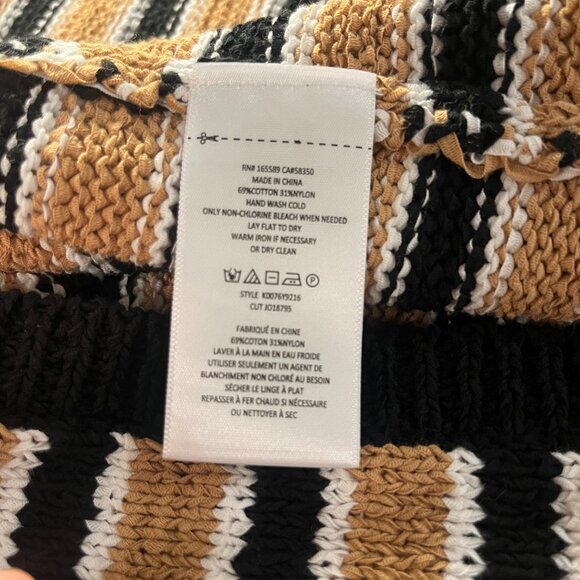 RN# 165589 CA#58350
MADE IN CHINA
69%COTTON 31%NYLON
HAND WASH COLD
ONLY NON-CHLORINE BLEACH WHEN NEEDED
LAY FLAT TO DRY
WARM IRON IF NECESSARY
OR DRY CLEAN
P
STYLE  K0076Y9216
CUT JO18795
FABRIQUÉ EN CHINE
69%COTTON 31%NYLON
LAVER À LA MAIN EN EAU FROIDE
UTILISER SEULEMENT UN AGENT DE
BLANCHIMENT NON CHLORÉ AU BESOIN
SÉCHER LE LINGE À PLAT
REPASSER À FER CHAUD SI NÉCESSAIRE
OU NETTOYER À SEC